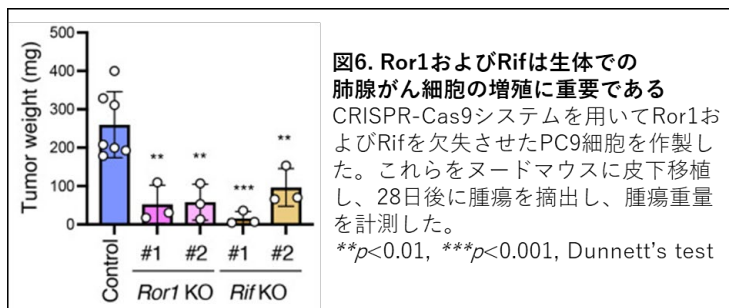 500
400
300
200
100
0
Tumor weight (mg)
** ** *** **
Control #1 #2 #1 #2
Ror1 KO Rif KO
図6. Ror1およびRifは生体での
肺腺がん細胞の増殖に重要である
CRISPR-Cas9システムを用いてRor1お
よびRifを欠失させたPC9細胞を作製し
た。これらをヌードマウスに皮下移植
し、28日後に腫瘍を摘出し、腫瘍重量
を計測した。
**p<0.01, ***p<0.001, Dunnett’s test